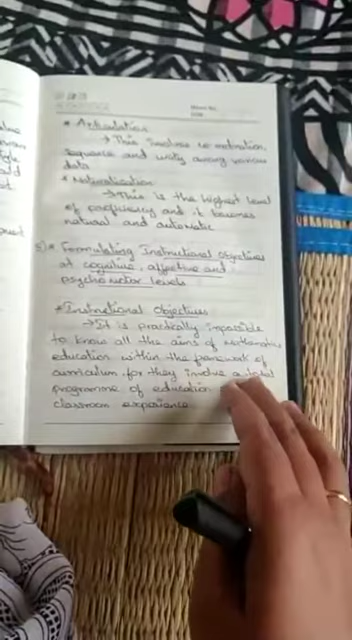 * Articulation
→ This involves co-ordination,
sequence and unity among various
data
* Naturalisation
→ This is the highest level
of proficiency and it becomes
natural and automatic
5) * Formulating Instructional objectives
at cognitive, affective and
psychomotor levels
* Instructional Objectives
→ It is practically impossible
to know all the aims of Mathematics
education within the framework of
curriculum, for they involve a total
programme of education
classroom experience